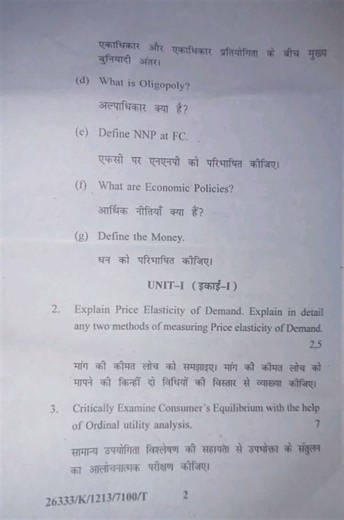 एकाधिकार और एकाधिकार प्रतियोगिता के बीच मुख्य
बुनियादी अंतर।
(d) What is Oligopoly?
अल्पाधिकार क्या है?
(e) Define NNP at FC.
एफसी पर एनएनपी को परिभाषित कीजिए।
(f) What are Economic Policies?
आर्थिक नीतियाँ क्या हैं?
(g) Define the Money.
धन को परिभाषित कीजिए।
UNIT–I (इकाई–I)
2. Explain Price Elasticity of Demand. Explain in detail
any two methods of measuring Price elasticity of Demand.
2,5
मांग की कीमत लोच को समझाइए। मांग की कीमत लोच को
मापने की किन्हीं दो विधियों की विस्तार से व्याख्या कीजिए।
3. Critically Examine Consumer's Equilibrium with the help
of Ordinal utility analysis. 7
सामान्य उपयोगिता विश्लेषण की सहायता से उपभोक्ता के संतुलन
का आलोचनात्मक परीक्षण कीजिए।
26333/K/1213/7100/T 2